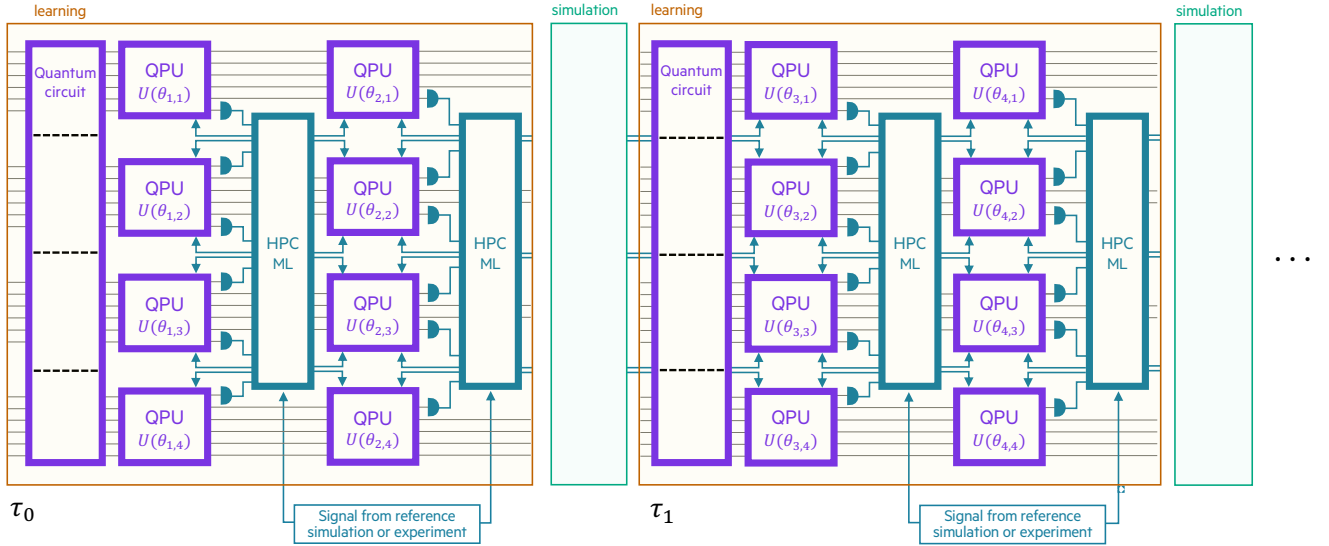 learning
simulation
learning
simulation
Quantum
circuit
QPU
U(θ1,1)
QPU
U(θ2,1)
QPU
U(θ1,2)
QPU
U(θ2,2)
HPC
ML
HPC
ML
QPU
U(θ1,3)
QPU
U(θ2,3)
QPU
U(θ1,4)
QPU
U(θ2,4)
Quantum
circuit
QPU
U(θ3,1)
QPU
U(θ4,1)
QPU
U(θ3,2)
QPU
U(θ4,2)
HPC
ML
HPC
ML
QPU
U(θ3,3)
QPU
U(θ4,3)
QPU
U(θ3,4)
QPU
U(θ4,4)
...
τ0
Signal from reference
simulation or experiment
τ1
Signal from reference
simulation or experiment